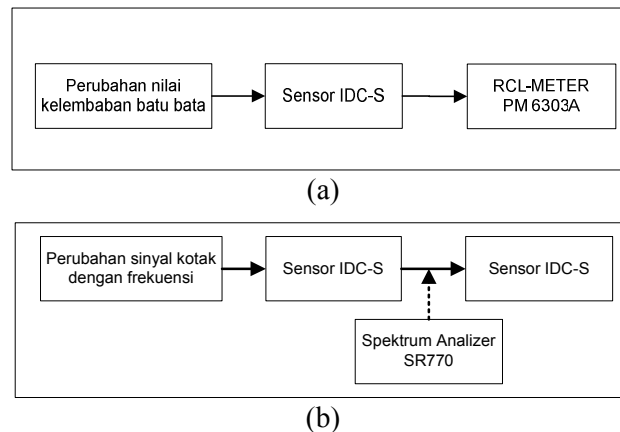 Perubahan nilai
kelembaban batu bata
Sensor IDC-S
RCL-METER
PM 6303A
(a)
Perubahan sinyal kotak
dengan frekuensi
Sensor IDC-S
Sensor IDC-S
Spektrum Analizer
SR770
(b)